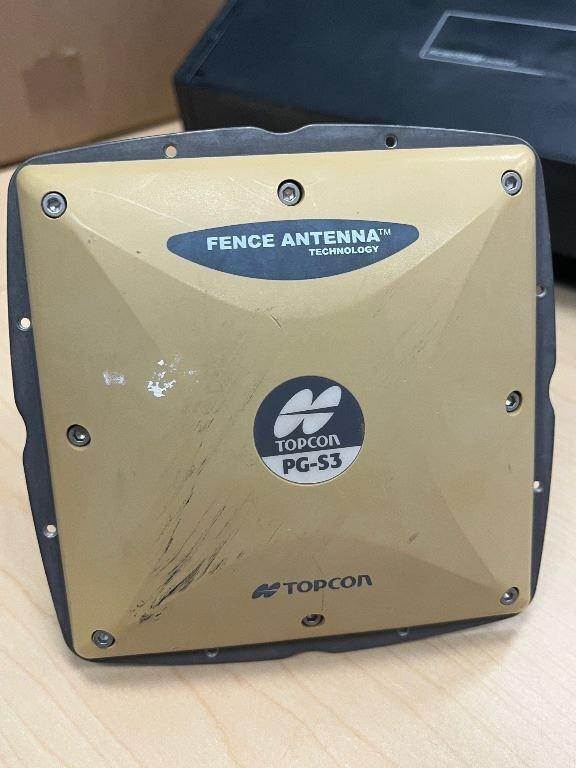 FENCE ANTENNA™
TECHNOLOGY
TOPCON
PG-S3
TOPCON